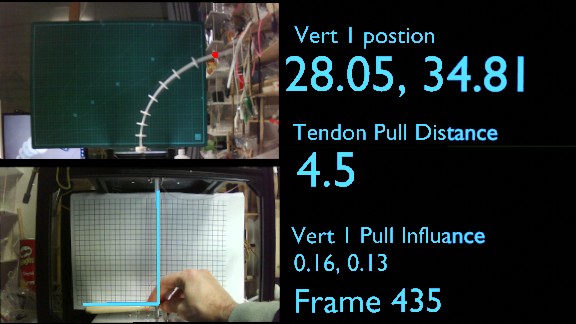 Vert 1 postion
28.05, 34.81
Tendon Pull Distance
4.5
Vert 1 Pull Influance
0.16, 0.13
Frame 435